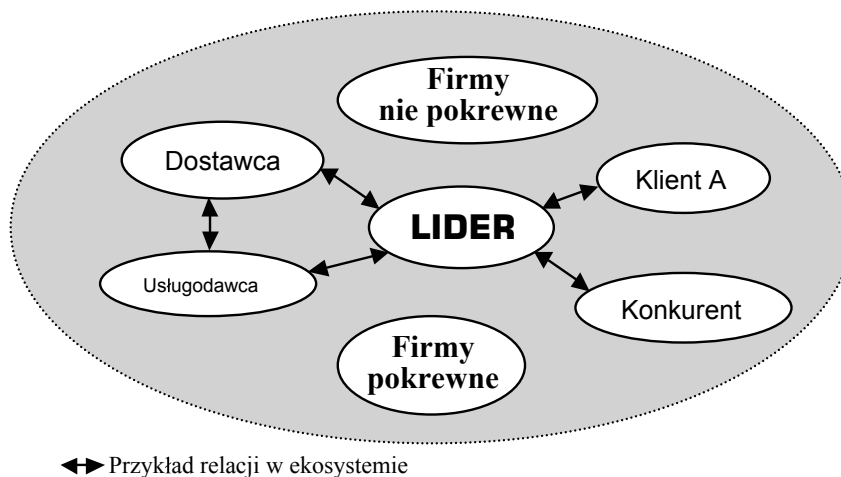 Firmy
nie pokrewne
Dostawca
Klient A
LIDER
Usługodawca
Konkurent
Firmy
pokrewne
Przykład relacji w ekosystemie